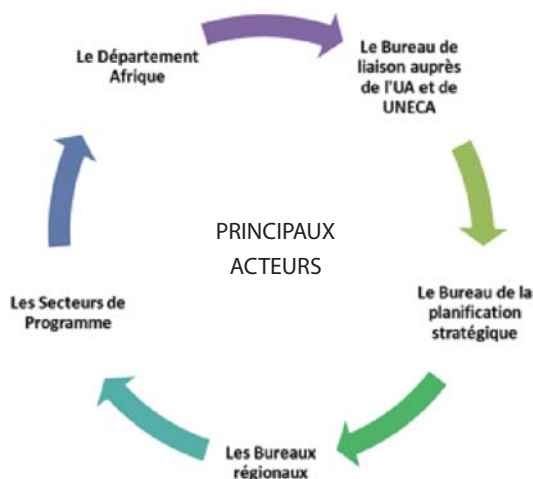 Le Département
Afrique
Le Bureau de
liaison auprès
de l'UA et de
UNECA
PRINCIPAUX
ACTEURS
Les Secteurs de
Programme
Le Bureau de la
planification
stratégique
Les Bureaux
régionaux